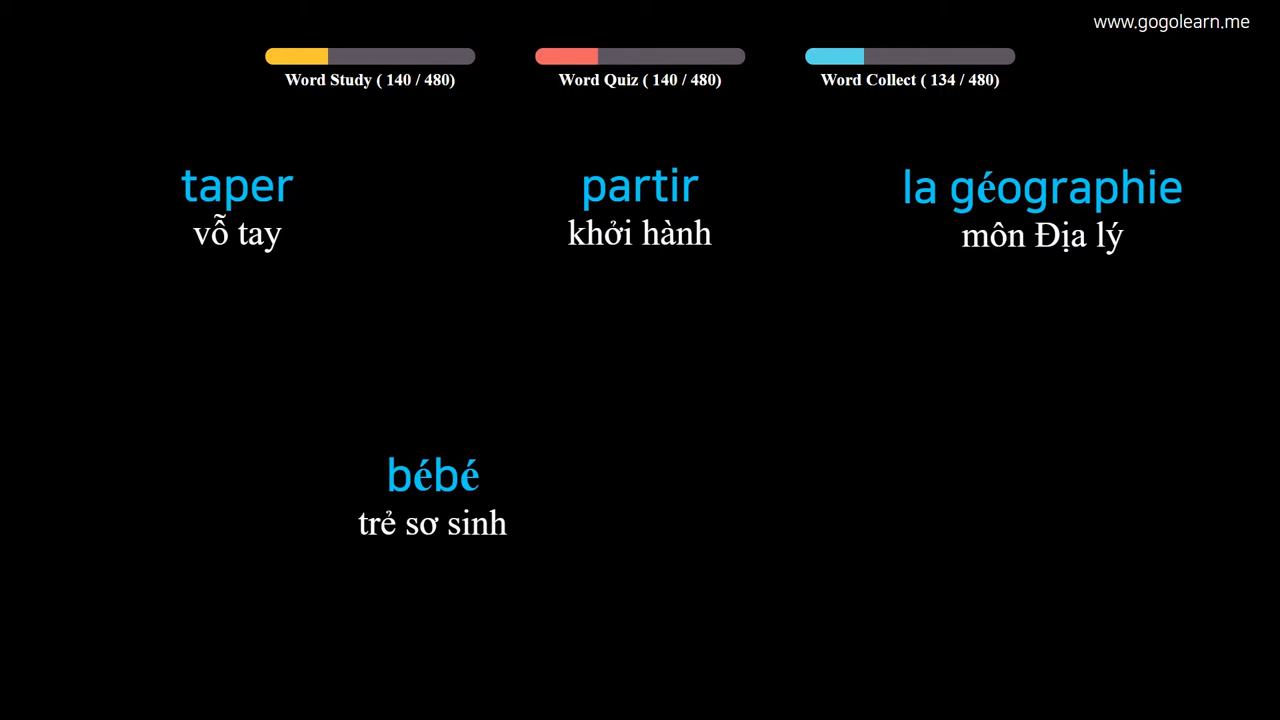 www.gogolearn.me
Word Study ( 140 / 480)
Word Quiz ( 140 / 480)
Word Collect ( 134 / 480)
taper
vỗ tay
partir
khởi hành
la géographie
môn Địa lý
bébé
trẻ sơ sinh